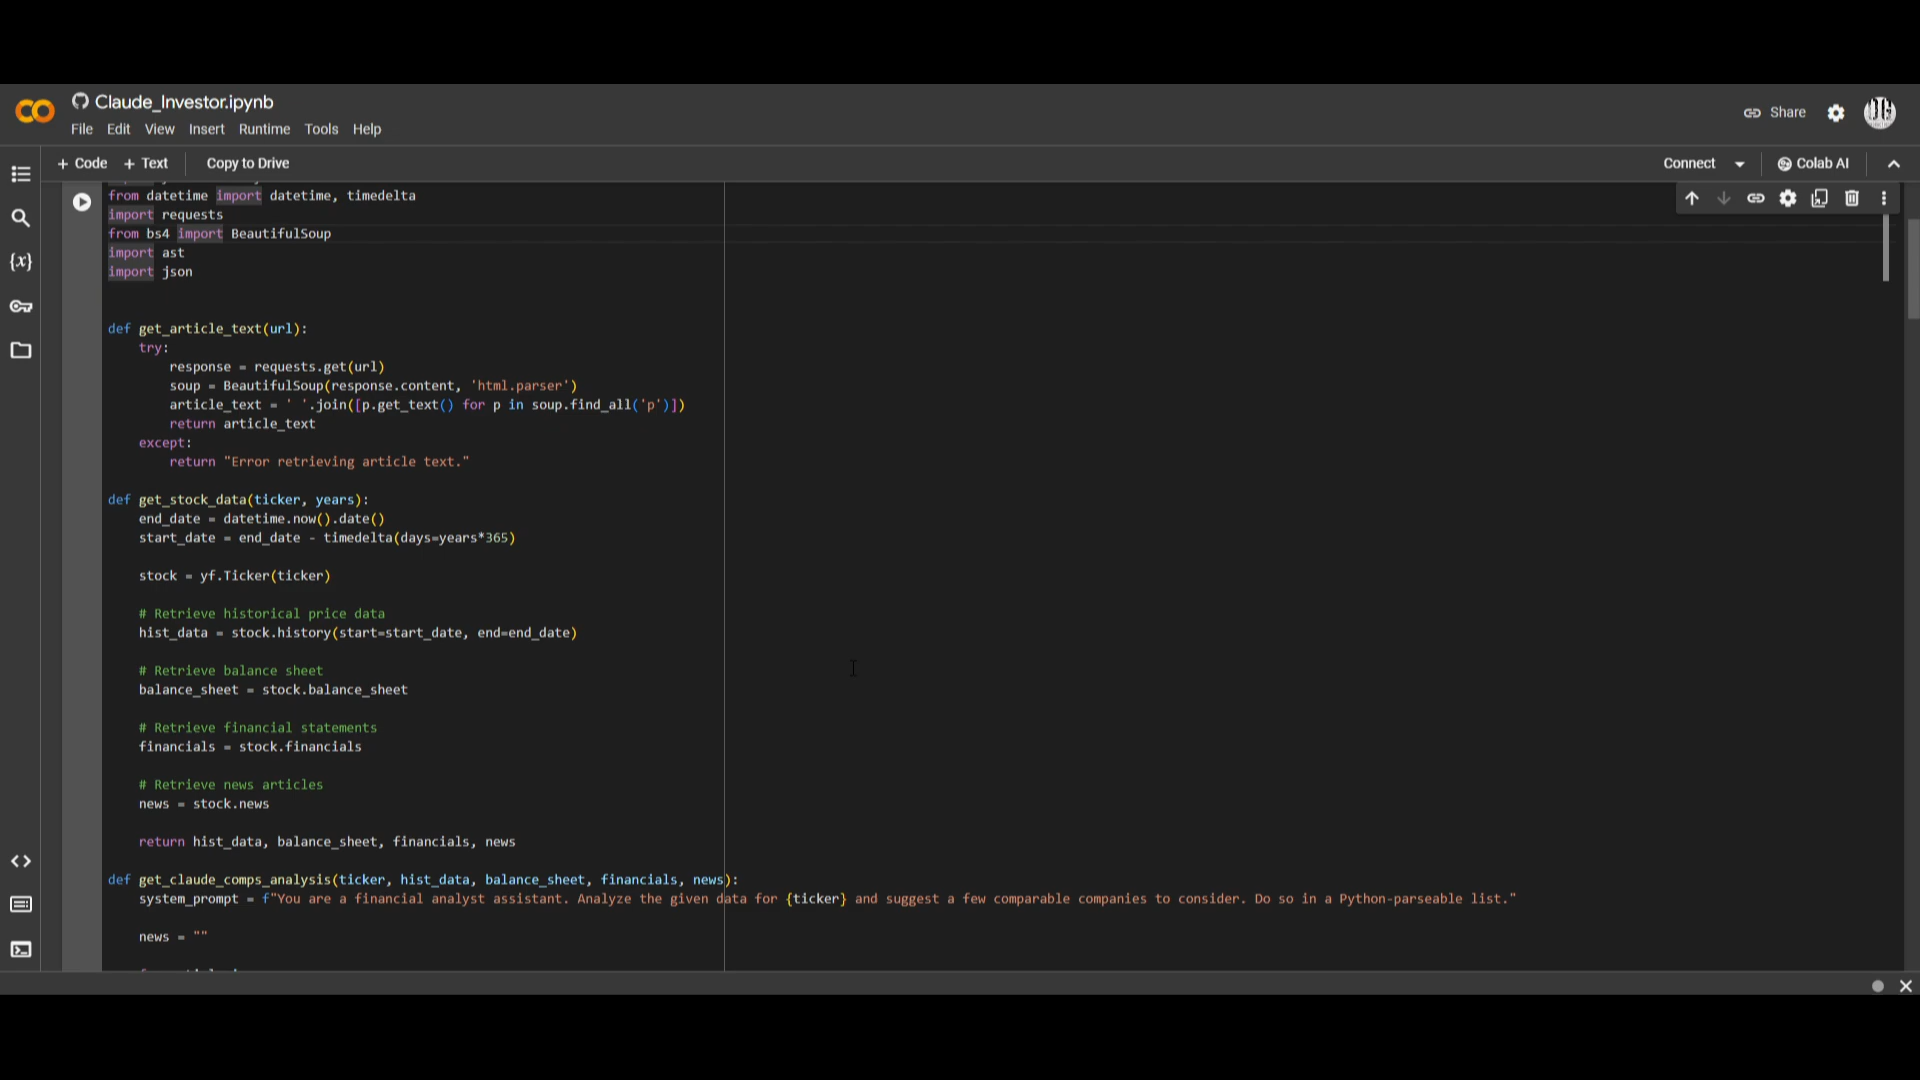 Claude_Investor.ipynb
File Edit View Insert Runtime Tools Help
Share
+ Code + Text Copy to Drive
Connect
Colab AI
from datetime import datetime, timedelta
import requests
from bs4 import BeautifulSoup
import ast
import json
def get_article_text(url):
try:
response = requests.get(url)
soup = BeautifulSoup(response.content, 'html.parser')
article_text = ' '.join([p.get_text() for p in soup.find_all('p')])
return article_text
except:
return "Error retrieving article text."
def get_stock_data(ticker, years):
end_date = datetime.now().date()
start_date = end_date - timedelta(days=years*365)
stock = yf.Ticker(ticker)
# Retrieve historical price data
hist_data = stock.history(start=start_date, end=end_date)
# Retrieve balance sheet
balance_sheet = stock.balance_sheet
# Retrieve financial statements
financials = stock.financials
# Retrieve news articles
news = stock.news
return hist_data, balance_sheet, financials, news
def get_claude_comps_analysis(ticker, hist_data, balance_sheet, financials, news):
system_prompt = f"You are a financial analyst assistant. Analyze the given data for {ticker} and suggest a few comparable companies to consider. Do so in a Python-parseable list."
news = ""